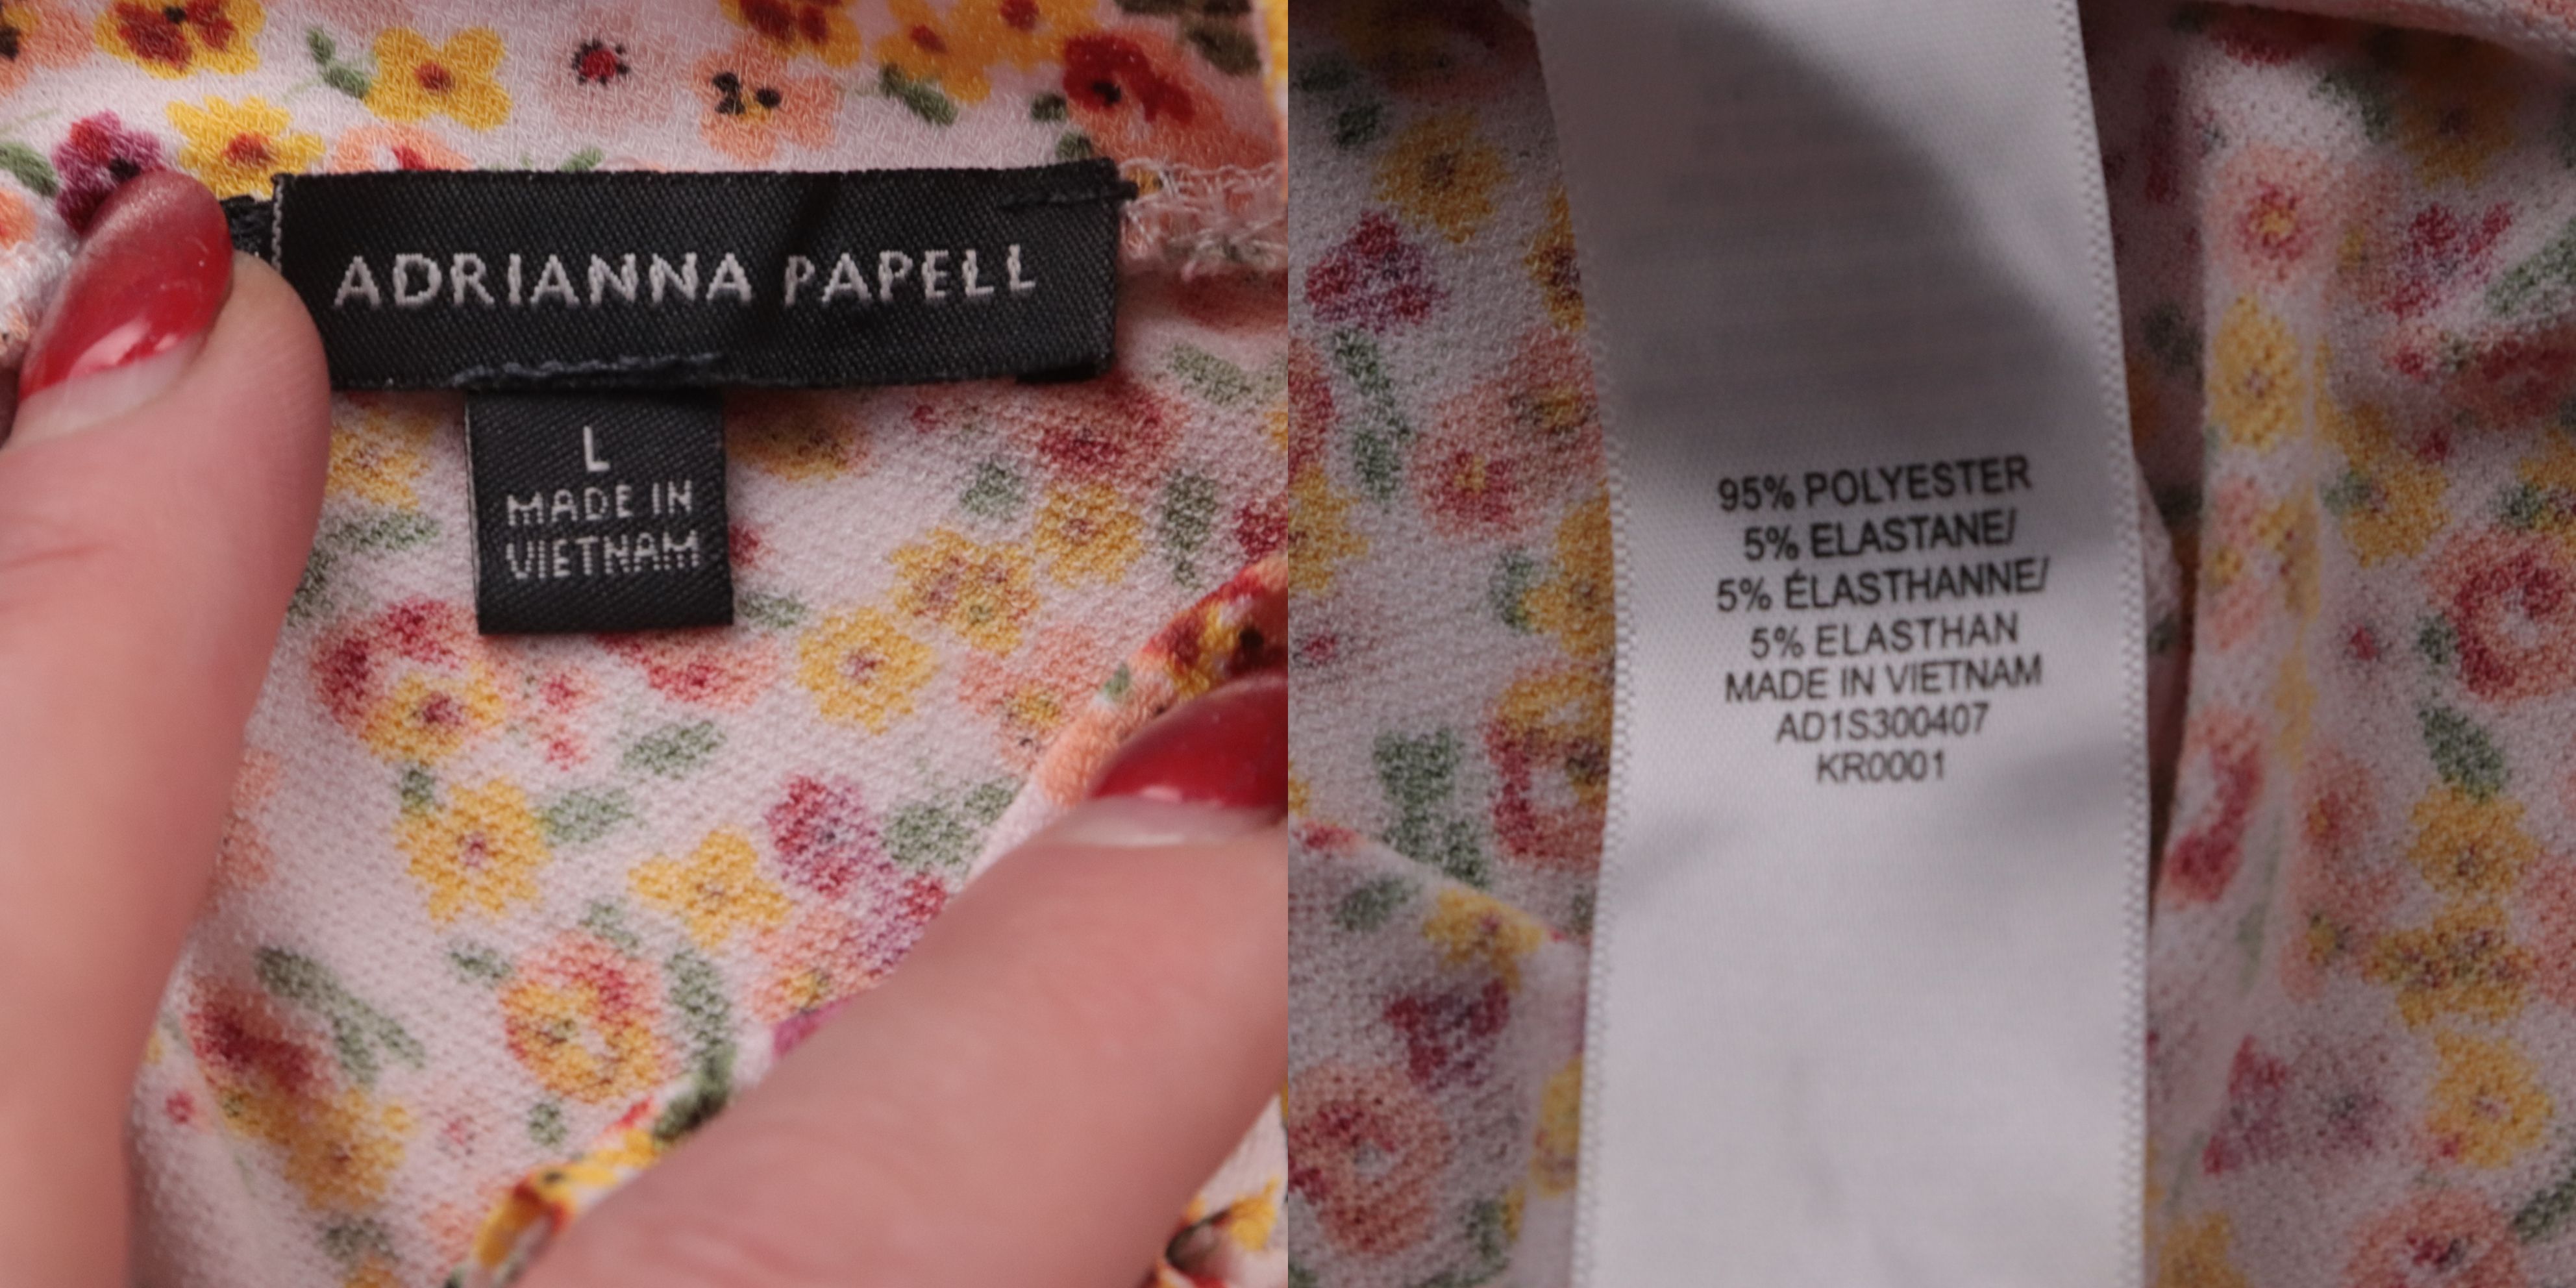 ADRIANNA PAPELL
L
MADE IN
VIETNAM
95% POLYESTER
5% ELASTANE/
5% ÉLASTHANNE/
5% ELASTHAN
MADE IN VIETNAM
AD1S300407
KR0001